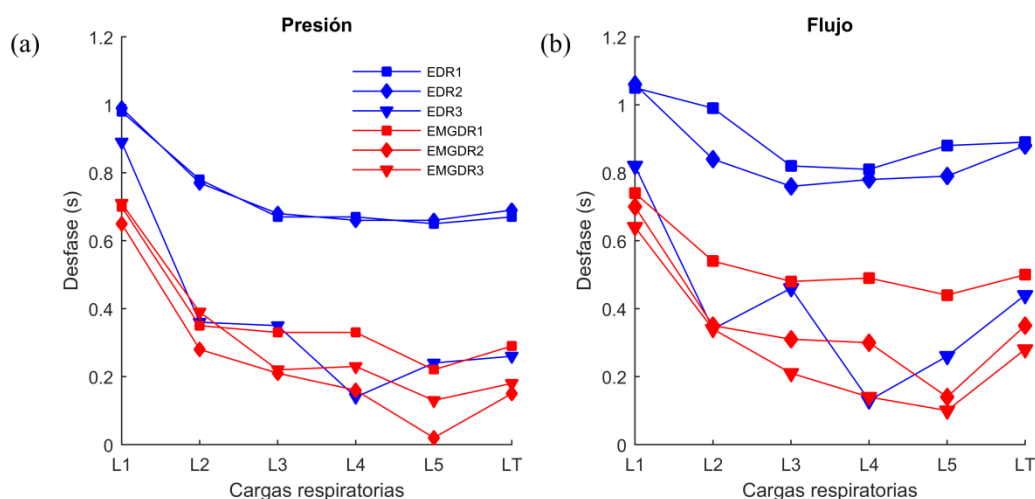 (a)
Presión
1.2
1
0.8
0.6
0.4
0.2
0
Desfase (s)
EDR1
EDR2
EDR3
EMGDR1
EMGDR2
EMGDR3
L1 L2 L3 L4 L5 LT
Cargas respiratorias
(b)
Flujo
1.2
1
0.8
0.6
0.4
0.2
0
Desfase (s)
L1 L2 L3 L4 L5 LT
Cargas respiratorias